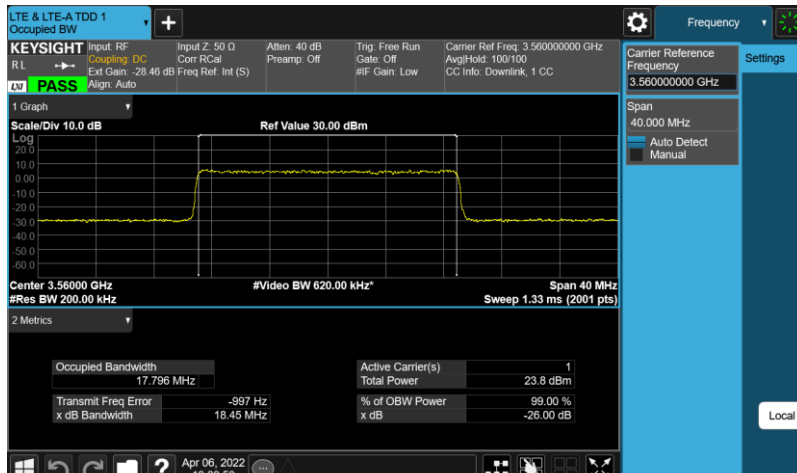 LTE & LTE-A TDD 1
Occupied BW
Frequency
KEYSIGHT
R L
LXI
PASS
Input: RF
Coupling: DC
Ext Gain: -28.46 dB
Align: Auto
Input Z: 50 Ω
Corr RCal
Freq Ref: Int (S)
Atten: 40 dB
Preamp: Off
Trig: Free Run
Gate: Off
#IF Gain: Low
Carrier Ref Freq: 3.560000000 GHz
Avg|Hold: 100/100
CC Info: Downlink, 1 CC
Carrier Reference
Frequency
3.560000000 GHz
Span
40.000 MHz
Auto Detect
Manual
Settings
1 Graph
Scale/Div 10.0 dB
Ref Value 30.00 dBm
Log
20.0
10.0
0.00
-10.0
-20.0
-30.0
-40.0
-50.0
-60.0
Center 3.56000 GHz
#Video BW 620.00 kHz*
Span 40 MHz
#Res BW 200.00 kHz
Sweep 1.33 ms (2001 pts)
2 Metrics
Occupied Bandwidth
17.796 MHz
Active Carrier(s) 1
Total Power 23.8 dBm
Transmit Freq Error -997 Hz
x dB Bandwidth 18.45 MHz
% of OBW Power 99.00 %
x dB -26.00 dB
Local
?
Apr 06, 2022